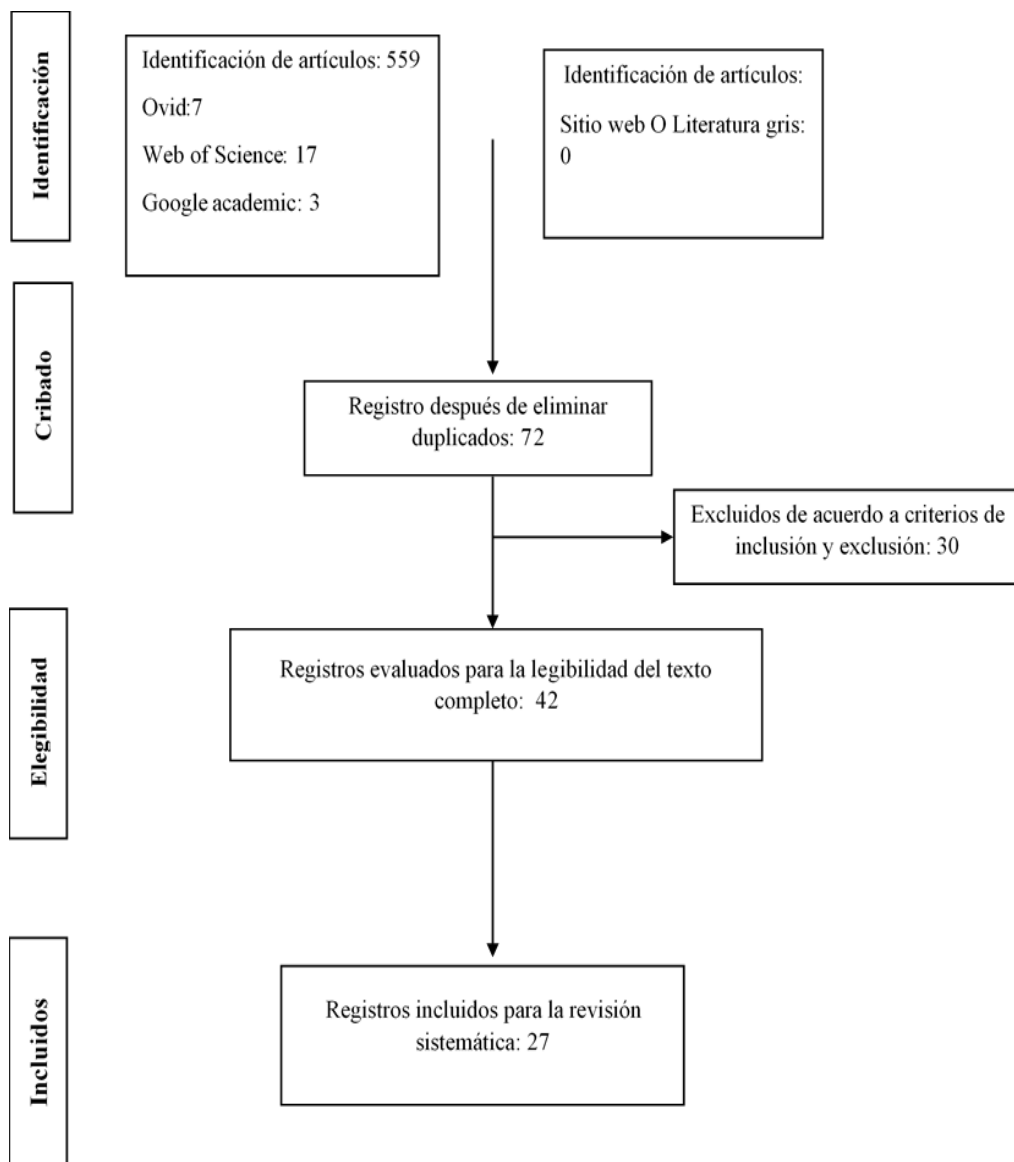 Identificación
Identificación de artículos: 559
Ovid:7
Web of Science: 17
Google academic: 3
Identificación de artículos:
Sitio web O Literatura gris:
0
Cribado
Registro después de eliminar
duplicados: 72
Excluidos de acuerdo a criterios de
inclusión y exclusión: 30
Elegibilidad
Registros evaluados para la legibilidad del texto
completo: 42
Incluidos
Registros incluidos para la revisión
sistemática: 27